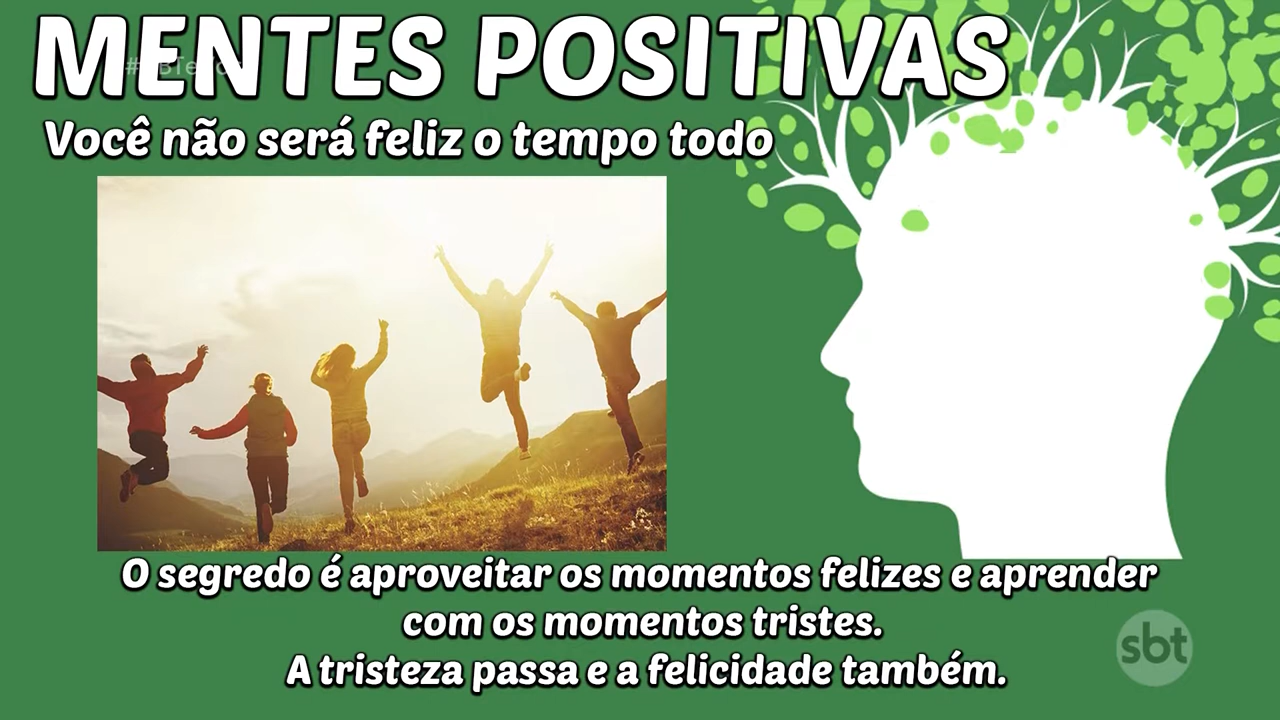 MENTES POSITIVAS
Você não será feliz o tempo todo
O segredo é aproveitar os momentos felizes e aprender
com os momentos tristes.
A tristeza passa e a felicidade também.
sbt